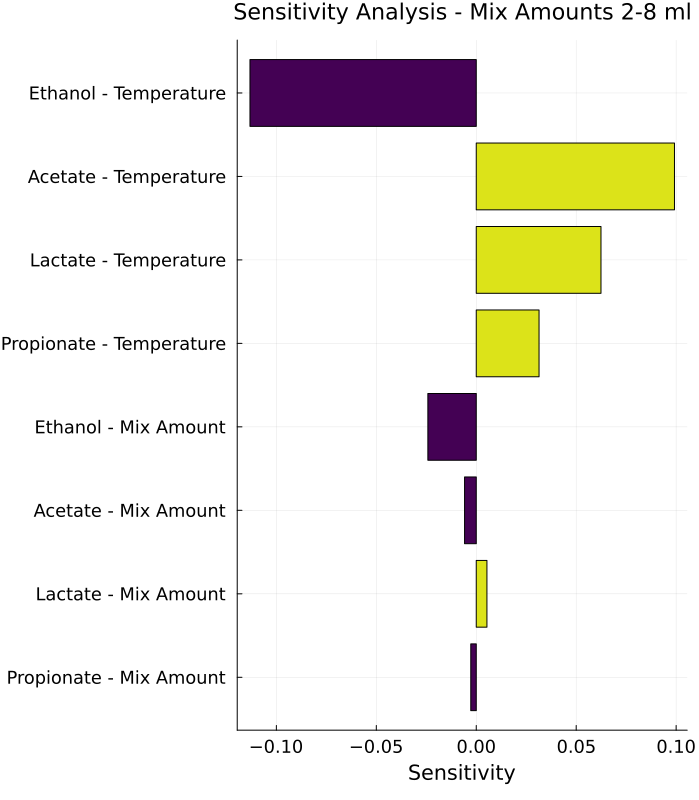 Sensitivity Analysis - Mix Amounts 2-8 ml
Ethanol - Temperature
Acetate - Temperature
Lactate - Temperature
Propionate - Temperature
Ethanol - Mix Amount
Acetate - Mix Amount
Lactate - Mix Amount
Propionate - Mix Amount
−0.10 −0.05 0.00 0.05 0.10
Sensitivity